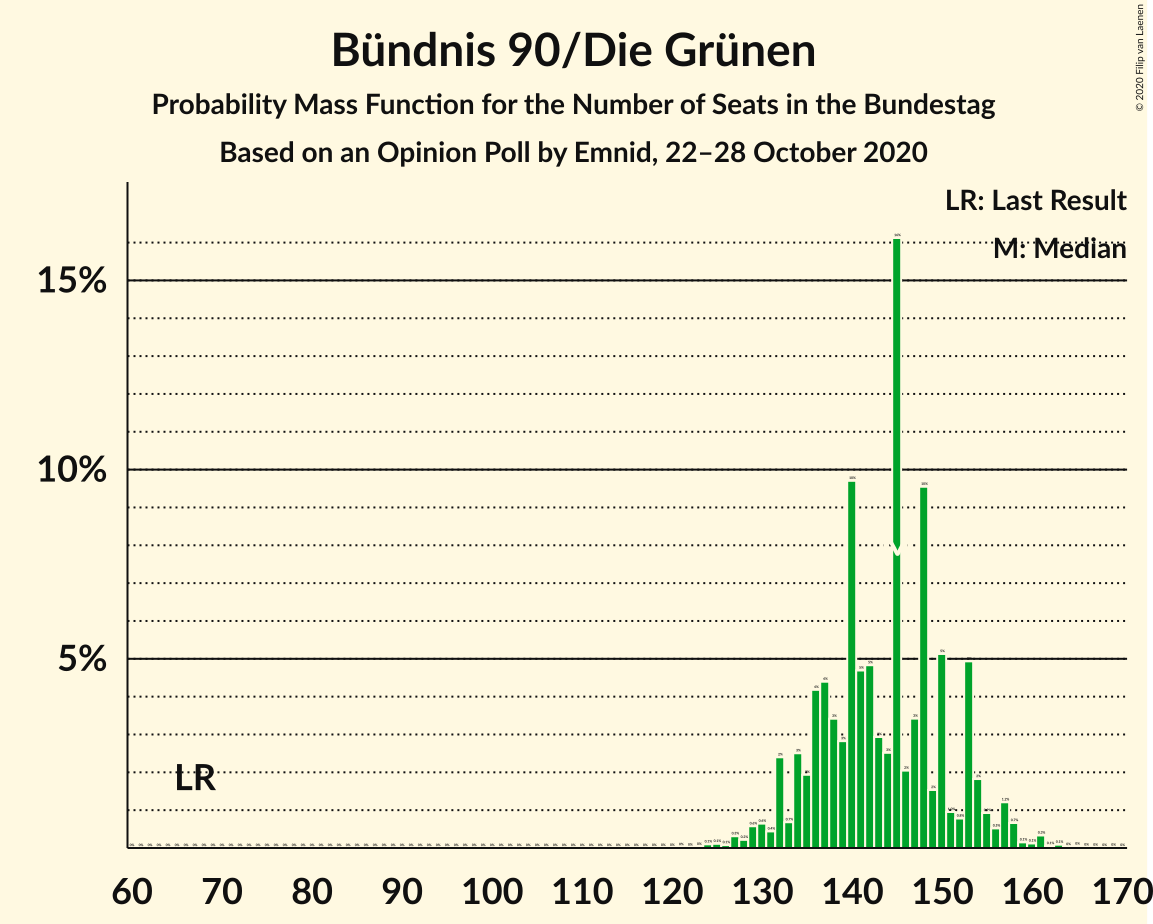 Bündnis 90/Die Grünen
Probability Mass Function for the Number of Seats in the Bundestag
Based on an Opinion Poll by Emnid, 22–28 October 2020
© 2020 Filip van Laenen
LR: Last Result
M: Median
15%
10%
5%
LR
60 70 80 90 100 110 120 130 140 150 160 170